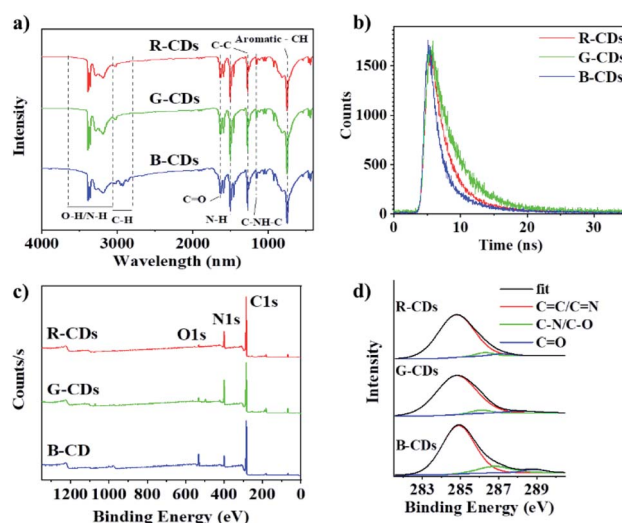 a)
C-C
Aromatic - CH
R-CDs
G-CDs
B-CDs
C=O
O-H/N-H
C-H
N-H
C-NH-C
Intensity
4000 3000 2000 1000
Wavelength (nm)
b)
R-CDs
G-CDs
B-CDs
Counts
1500
1000
500
0
0 10 20 30
Time (ns)
c)
C1s
N1s
O1s
R-CDs
G-CDs
B-CD
Counts/s
1200 1000 800 600 400 200 0
Binding Energy (eV)
d)
fit
C=C/C=N
C-N/C-O
C=O
R-CDs
G-CDs
B-CDs
Intensity
283 285 287 289
Binding Energy (eV)